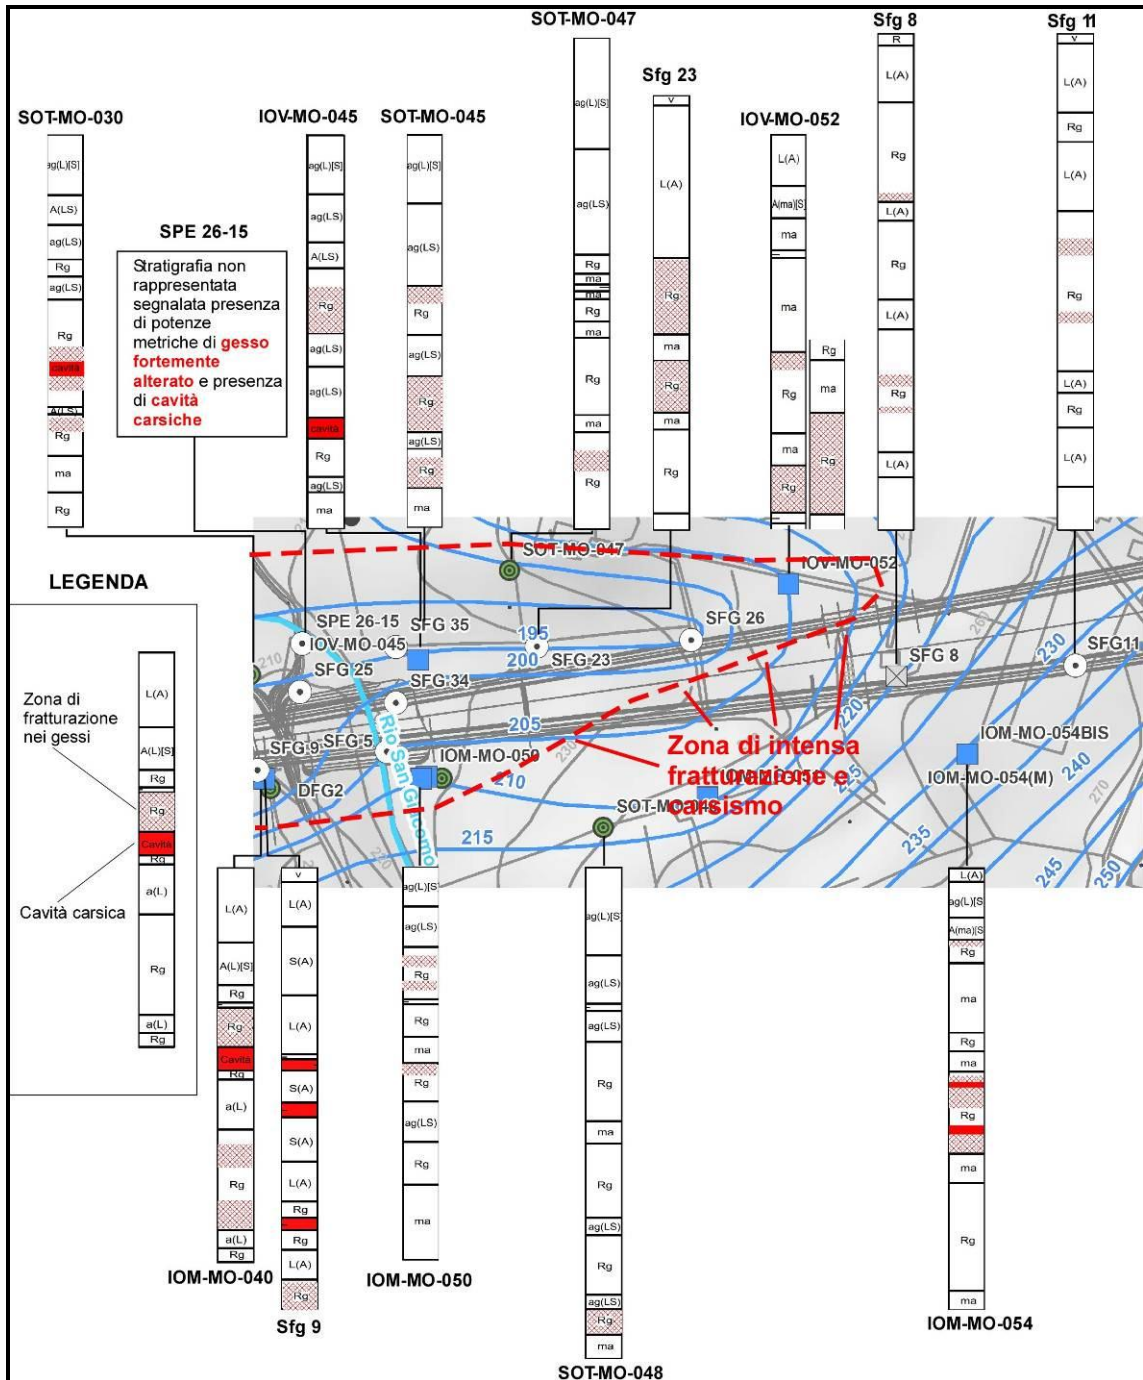 SOT-MO-047
Sfg 8
Sfg 11
Sfg 23
SOT-MO-030
IOV-MO-045
SOT-MO-045
IOV-MO-052
ag(L)[S]
A(LS)
ag(LS)
Rg
ag(LS)
Rg
cavità
A(LS)
Rg
ma
Rg
SPE 26-15
Stratigrafia non
rappresentata
segnalata presenza
di potenze
metriche di gesso
fortemente
alterato e presenza
di cavità
carsiche
ag(L)[S]
ag(LS)
A(LS)
Rg
ag(LS)
ag(LS)
cavità
Rg
ag(LS)
ma
ag(L)[S]
ag(LS)
Rg
ag(LS)
Rg
ag(LS)
Rg
ma
ag(L)[S]
ag(LS)
Rg
ma
ma
Rg
ma
Rg
ma
Rg
v
L(A)
Rg
ma
Rg
ma
Rg
L(A)
A(ma)[S]
ma
ma
Rg
ma
Rg
Rg
ma
Rg
R
L(A)
Rg
L(A)
Rg
L(A)
Rg
L(A)
v
L(A)
Rg
L(A)
Rg
L(A)
Rg
L(A)
LEGENDA
Zona di
fratturazione
nei gessi
Cavità carsica
L(A)
A(L)[S]
Rg
Rg
Cavità
Rg
a(L)
Rg
a(L)
Rg
SOT-MO-047
IOV-MO-052
SPE 26-15
IOV-MO-045
SFG 35
SFG 26
SFG 23
SFG 25
SFG 34
SFG 8
SFG11
SFG 9
SFG 5
IOM-MO-050
DFG2
IOM-MO-054BIS
IOM-MO-054(M)
Rio San Giacomo
Zona di intensa
fratturazione e
carsismo
195
200
205
210
215
220
230
235
240
245
250
210
230
260
270
L(A)
A(L)[S]
Rg
Rg
Cavità
Rg
a(L)
Rg
a(L)
Rg
IOM-MO-040
v
L(A)
S(A)
L(A)
S(A)
S(A)
L(A)
Rg
Rg
L(A)
Rg
Sfg 9
ag(L)[S]
ag(LS)
Rg
Rg
ma
Rg
ag(LS)
Rg
ma
IOM-MO-050
ag(L)[S]
ag(LS)
ag(LS)
Rg
ma
Rg
ag(LS)
Rg
ag(LS)
Rg
ma
SOT-MO-048
L(A)
ag(L)[S]
A(ma)[S]
Rg
ma
Rg
ma
Rg
ma
Rg
ma
IOM-MO-054